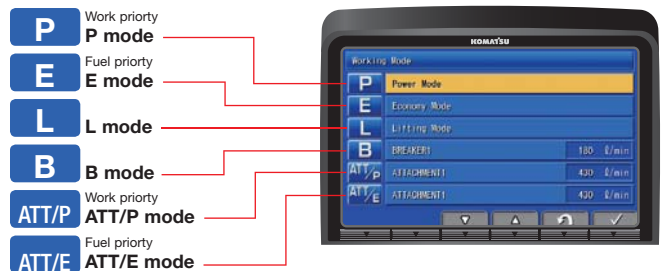 P
Work priorty
P mode
E
Fuel priorty
E mode
L
L mode
B
B mode
ATT/P
Work priorty
ATT/P mode
ATT/E
Fuel priorty
ATT/E mode
KOMATSU
Working Mode
P Power Mode
E Economy Mode
L Lifting Mode
B BREAKER1 180 ℓ/min
ATT/P ATTACHMENT1 430 ℓ/min
ATT/E ATTACHMENT1 430 ℓ/min